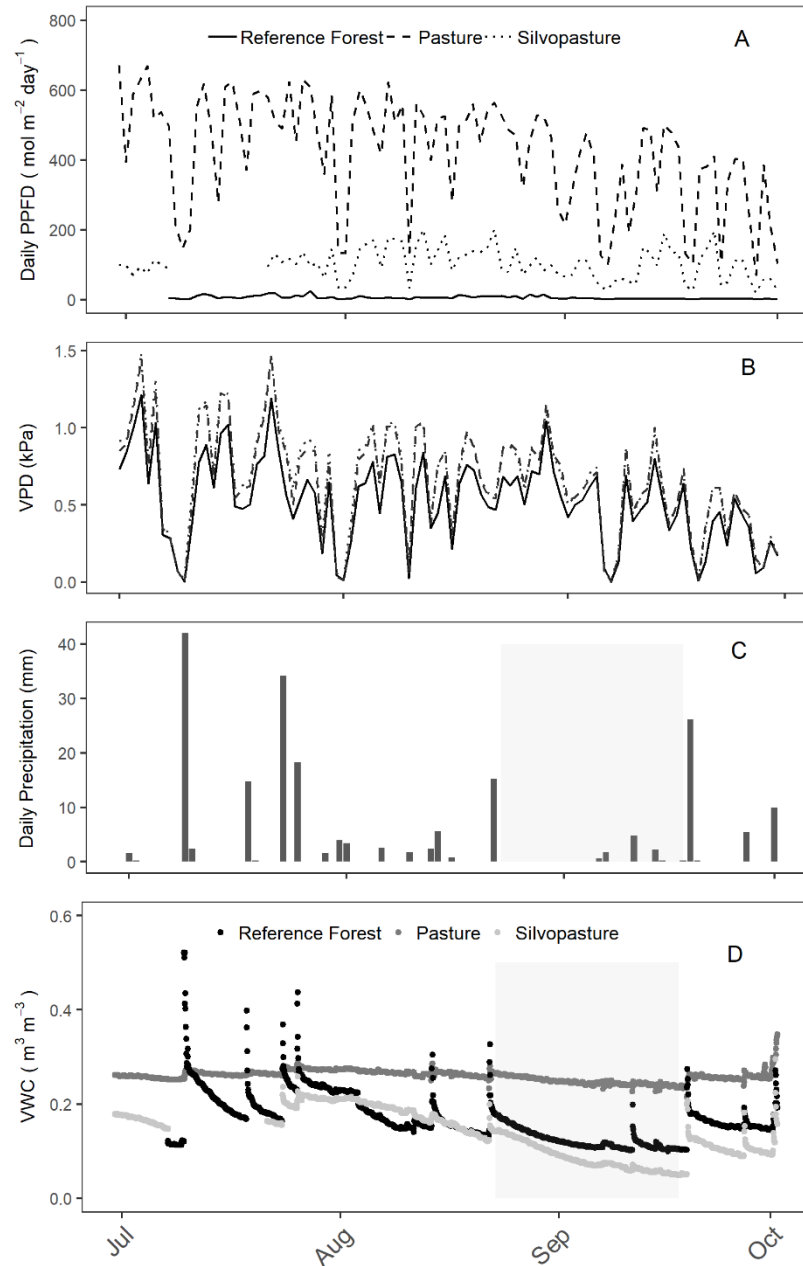 Reference Forest Pasture Silvopasture A
Daily PPFD ( mol m⁻² day⁻¹ )
800
600
400
200
0
B
VPD (kPa)
1.5
1.0
0.5
0.0
C
Daily Precipitation (mm)
40
30
20
10
0
Reference Forest Pasture Silvopasture
D
VWC ( m³ m⁻³ )
0.6
0.4
0.2
0.0
Jul Aug Sep Oct